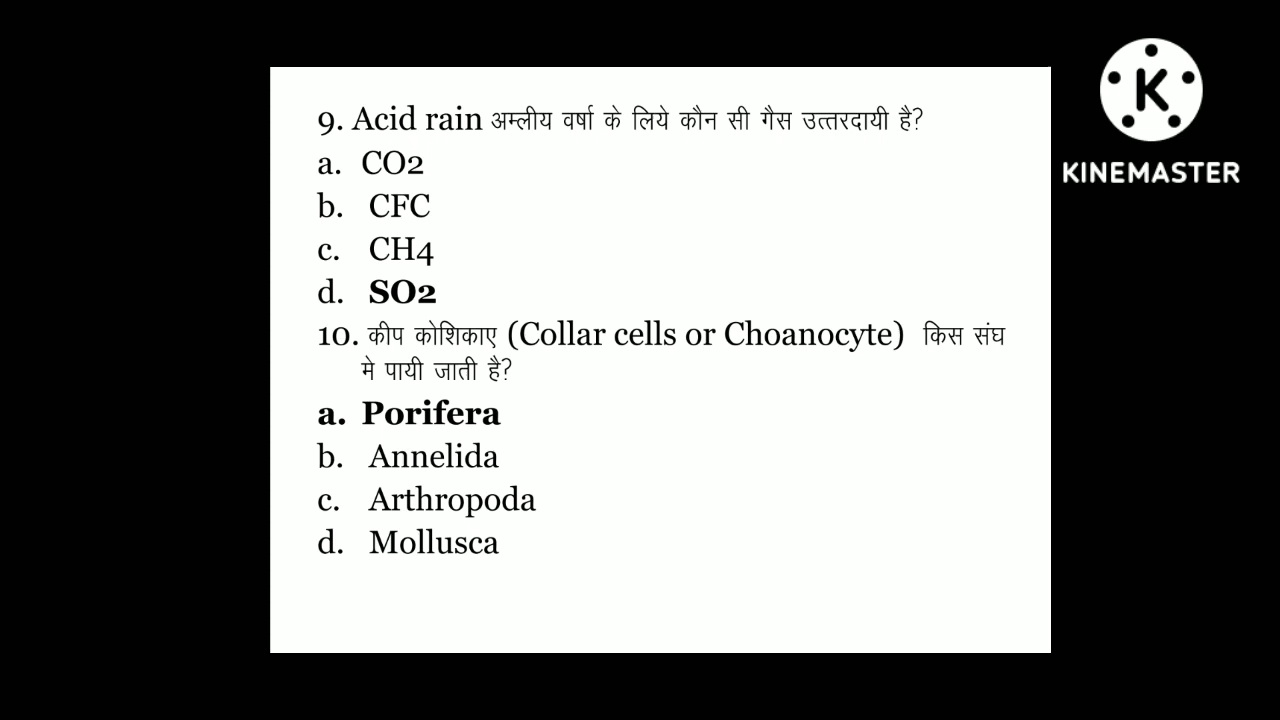 9. Acid rain अम्लीय वर्षा के लिये कौन सी गैस उत्तरदायी है?
a. CO2
b. CFC
c. CH4
d. SO2
10. कीप कोशिकाए (Collar cells or Choanocyte) किस संघ
मे पायी जाती है?
a. Porifera
b. Annelida
c. Arthropoda
d. Mollusca
K
KINEMASTER